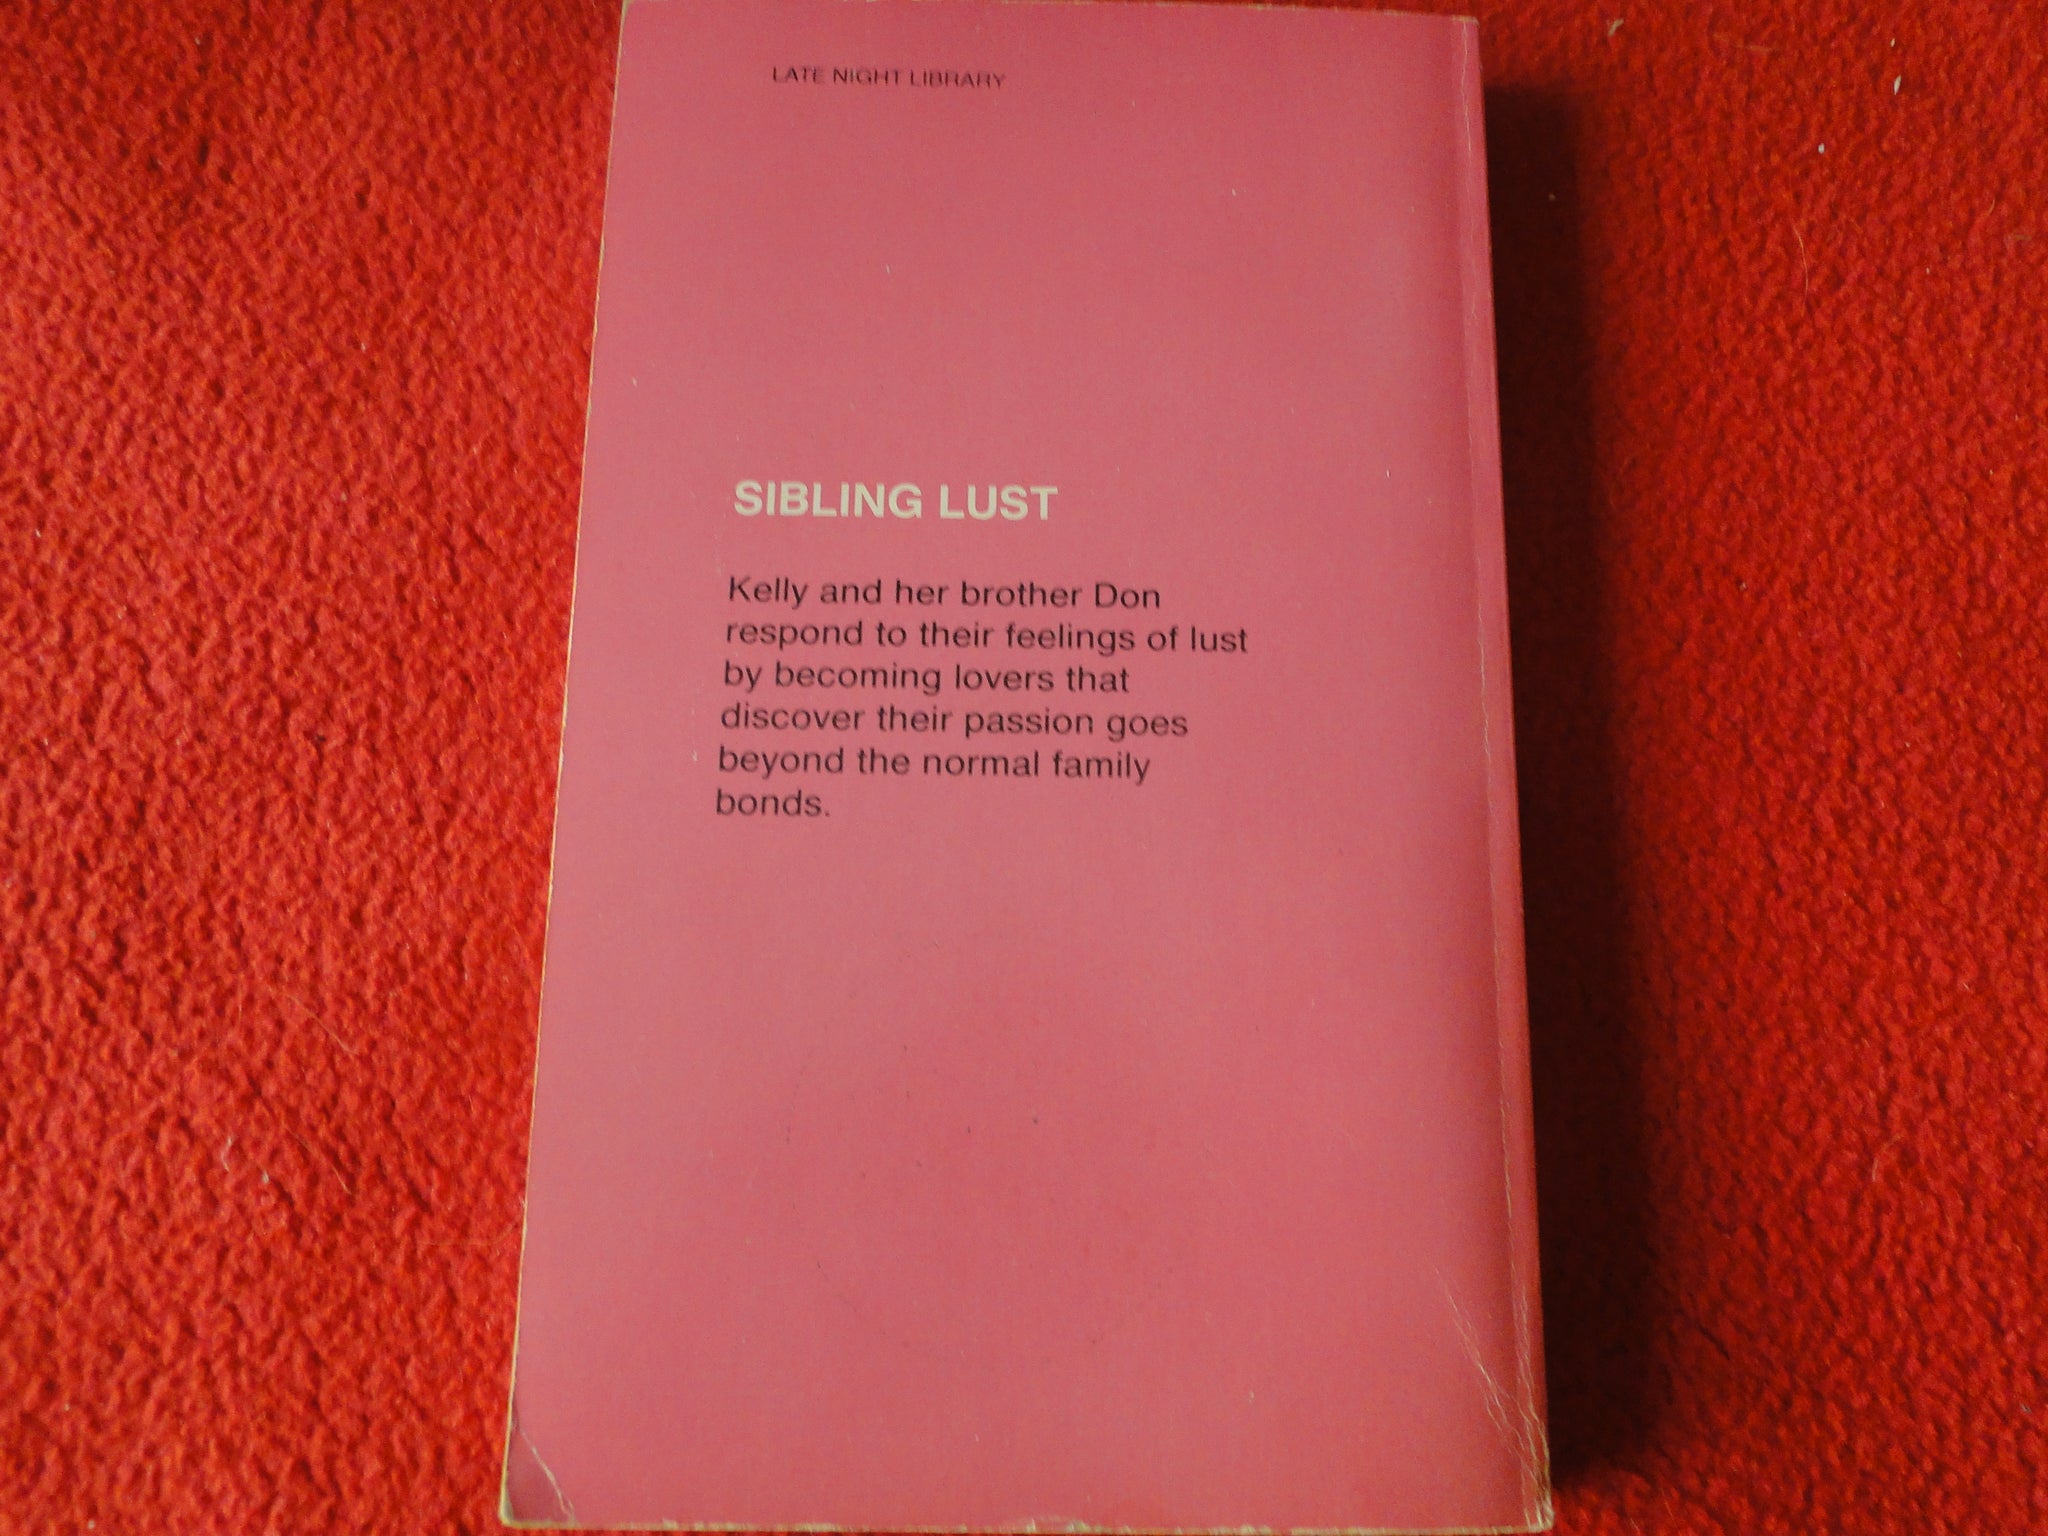 LATE NIGHT LIBRARY
SIBLING LUST
Kelly and her brother Don
respond to their feelings of lust
by becoming lovers that
discover their passion goes
beyond the normal family
bonds.